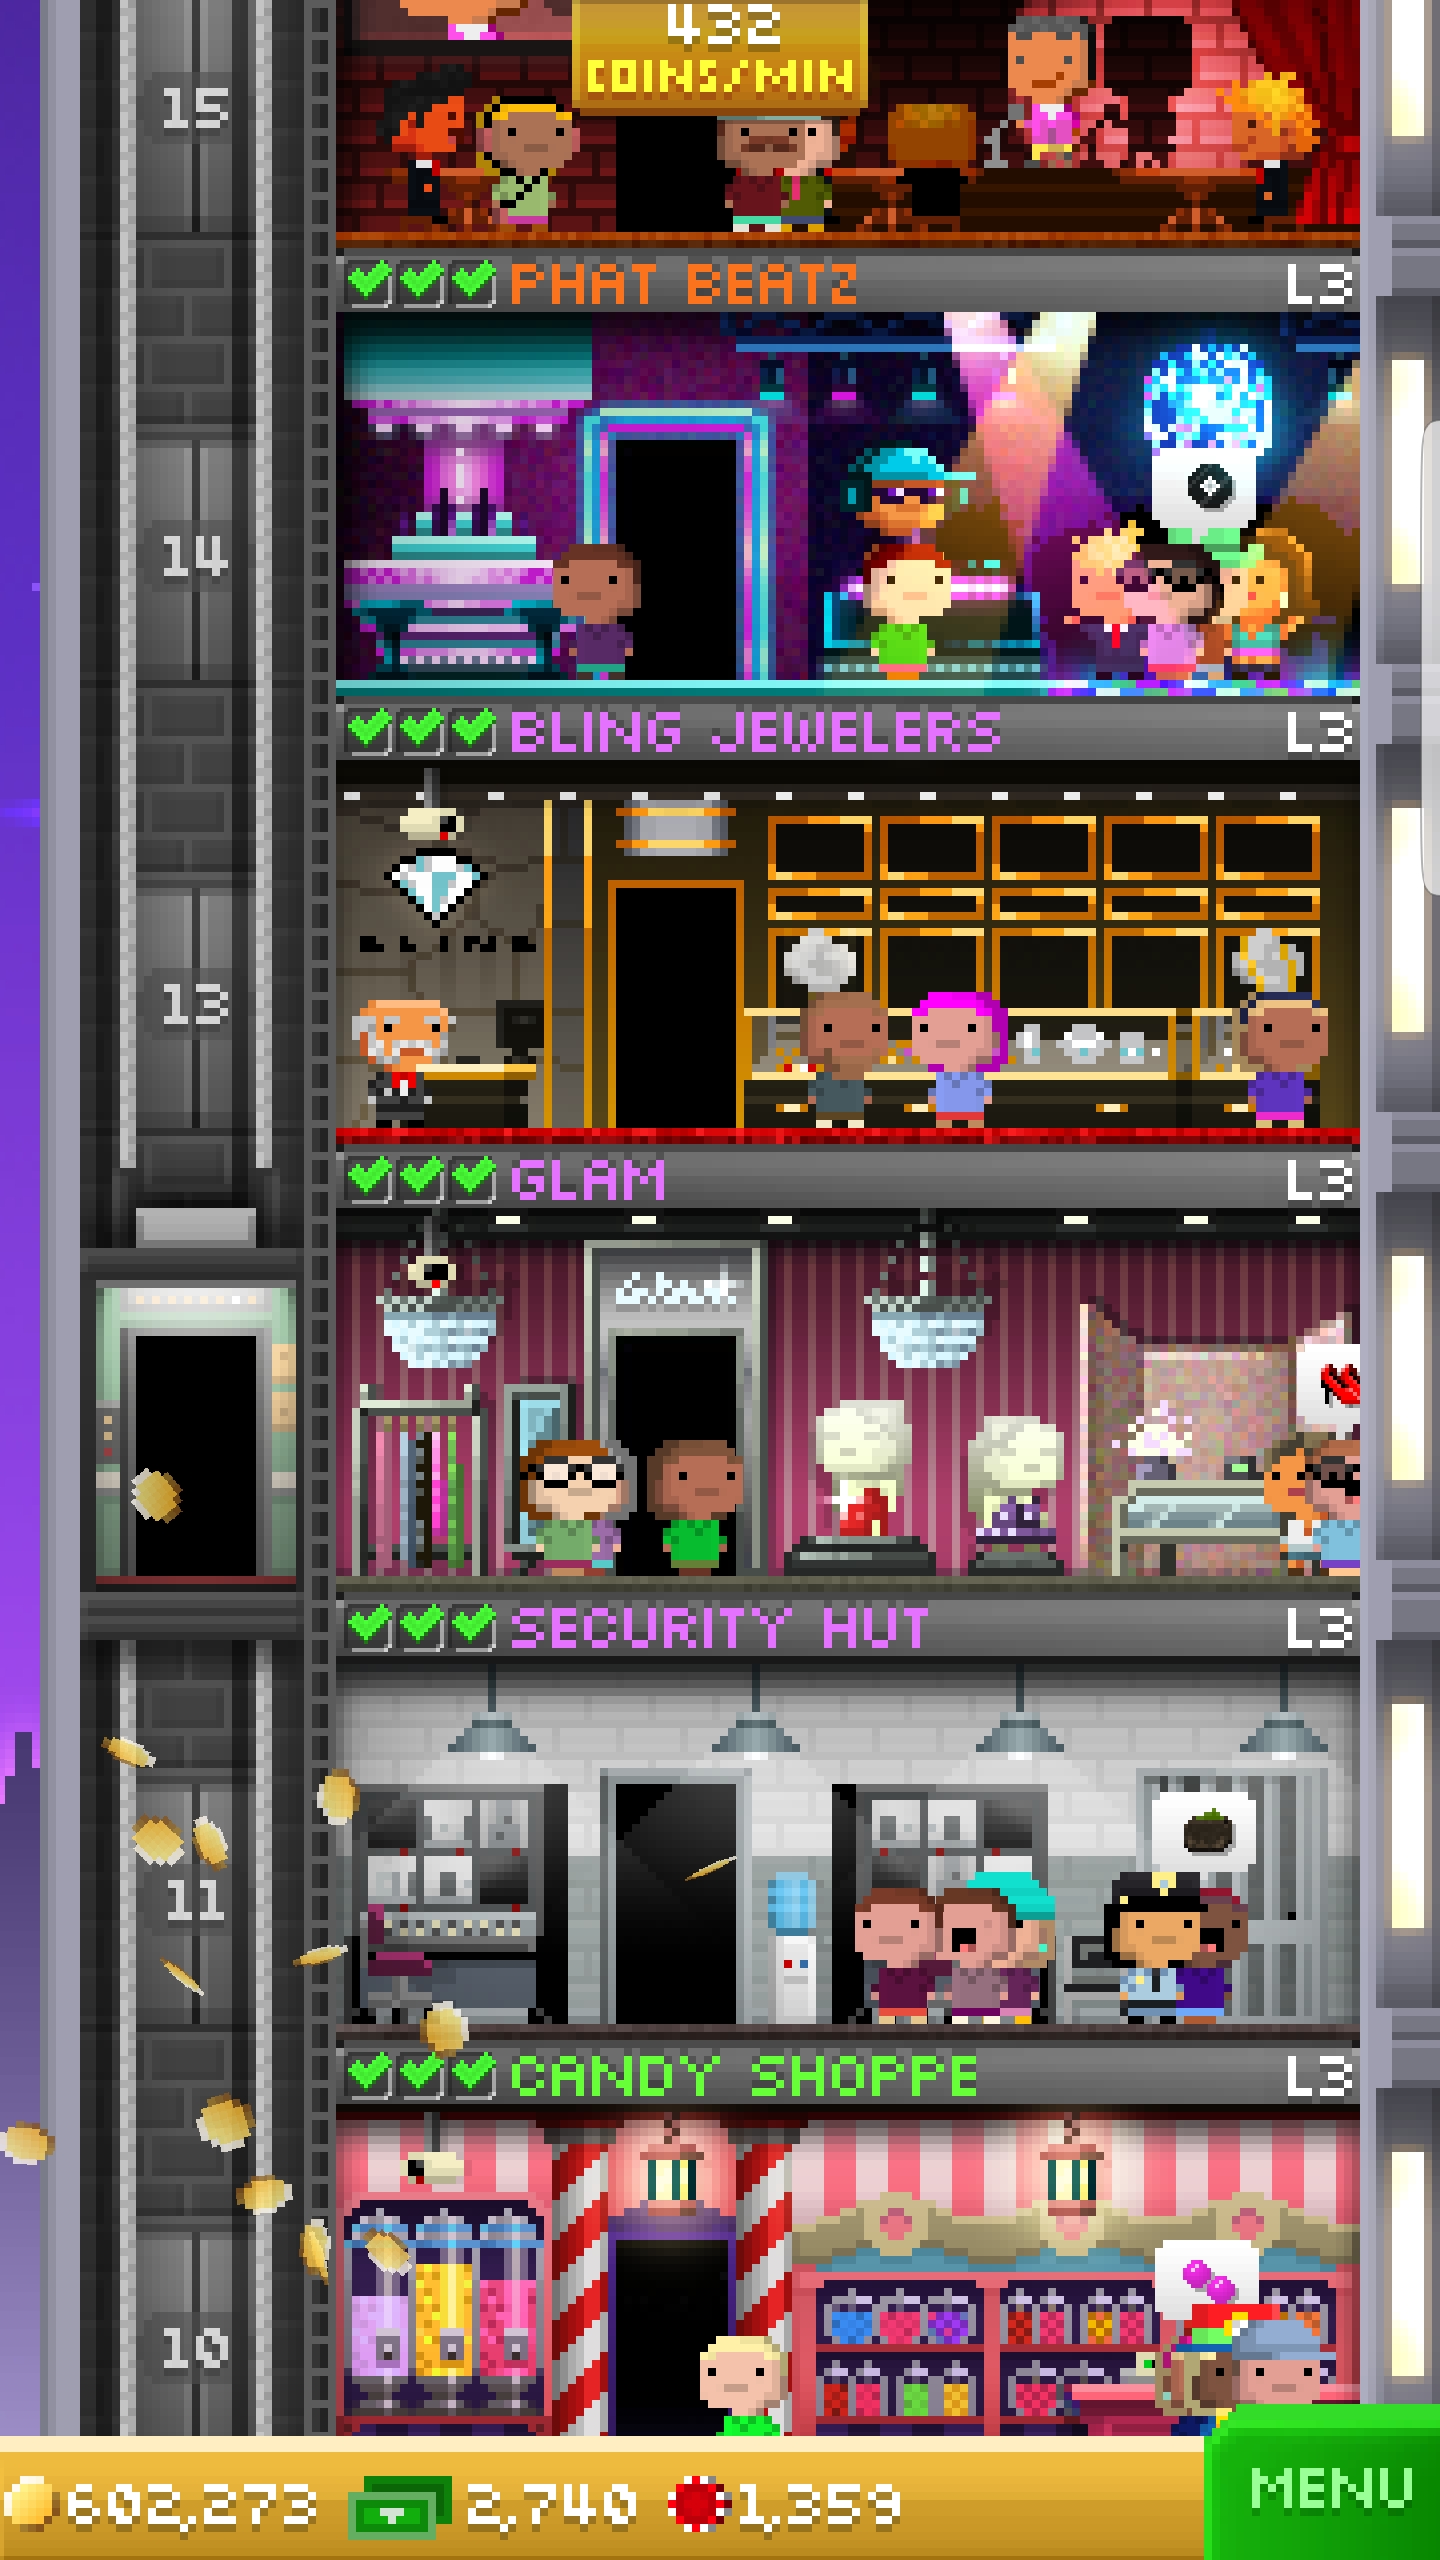 432
COINS/MIN
15
PHAT BEATZ L3
14
BLING JEWELERS L3
BLING
13
GLAM L3
Glam
SECURITY HUT L3
11
CANDY SHOPPE L3
10
602,273 2,740 1,359
MENU